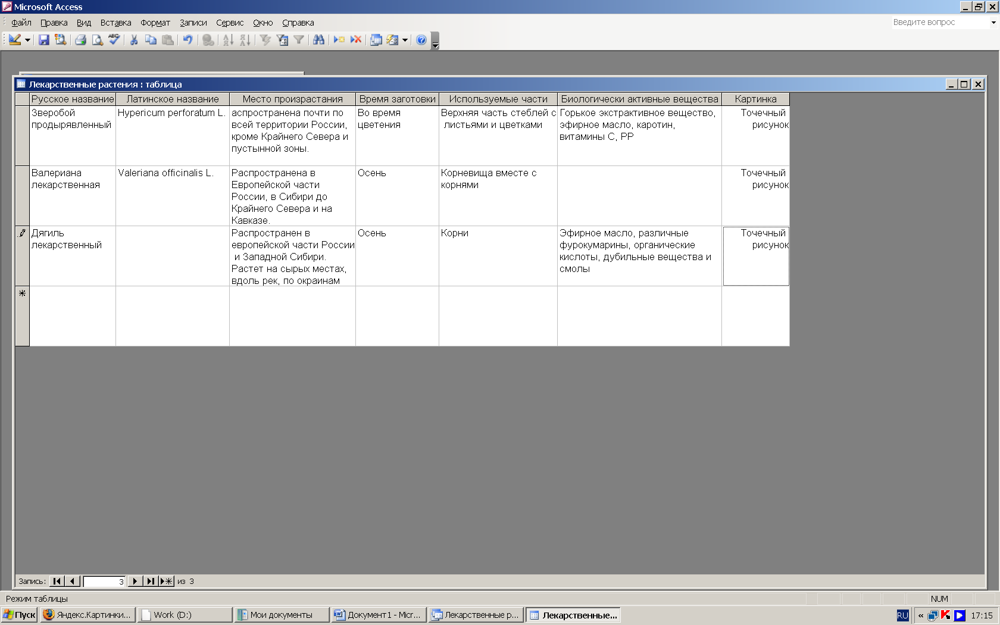 Microsoft Access
Файл Правка Вид Вставка Формат Записи Сервис Окно Справка
Введите вопрос
Лекарственные растения : таблица
Русское название Латинское название Место произрастания Время заготовки Используемые части Биологически активные вещества Картинка
Зверобой Hypericum perforatum L. аспространена почти по Во время Верхняя часть стеблей с Горькое экстрактивное вещество, Точечный
продырявленный всей территории России, цветения листьями и цветками эфирное масло, каротин, рисунок
кроме Крайнего Севера и витамины С, РР
пустынной зоны.
Валериана Valeriana officinalis L. Распространена в Осень Корневища вместе с Точечный
лекарственная Европейской части корнями рисунок
России, в Сибири до
Крайнего Севера и на
Кавказе.
Дягиль Распространен в Осень Корни Эфирное масло, различные Точечный
лекарственный европейской части России фурокумарины, органические рисунок
и Западной Сибири. кислоты, дубильные вещества и
Растет на сырых местах, смолы
вдоль рек, по окраинам
Запись: 3 из 3
Режим таблицы NUM
Пуск Яндекс.Картинки... Work (D:) Мои документы Документ1 - Micr... Лекарственные р... Лекарственные... RU « 17:15